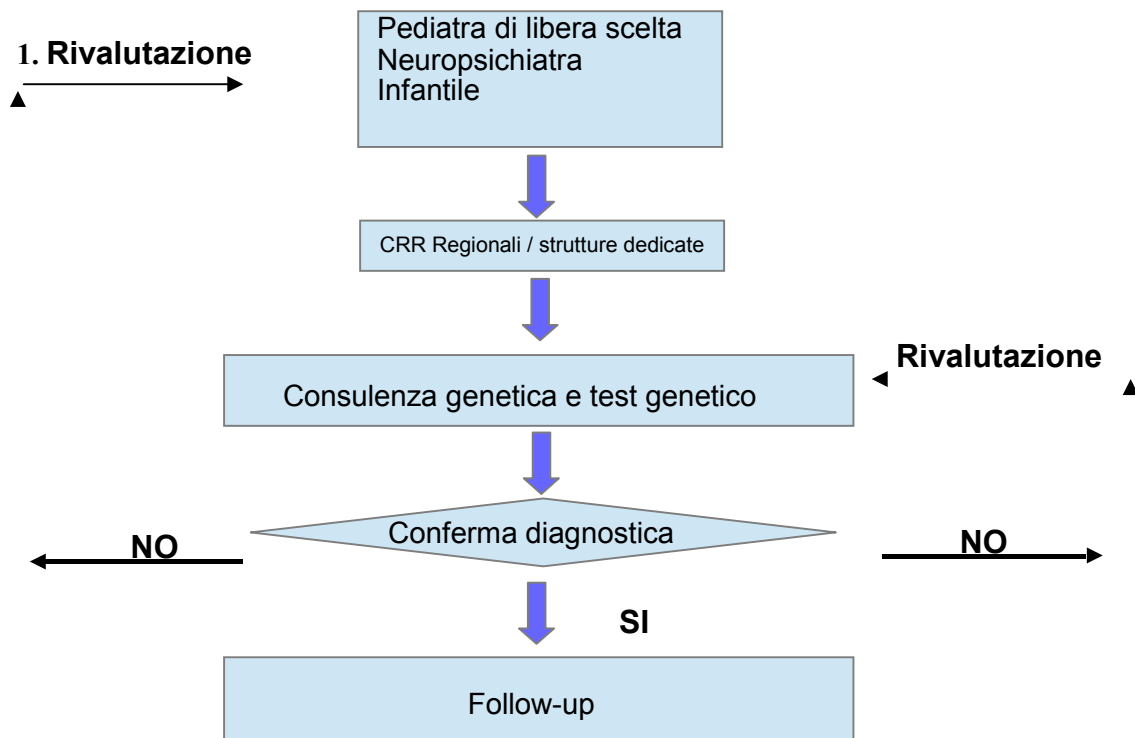 Pediatra di libera scelta
Neuropsichiatra
Infantile
1. Rivalutazione
CRR Regionali / strutture dedicate
Rivalutazione
Consulenza genetica e test genetico
Conferma diagnostica
NO
NO
SI
Follow-up